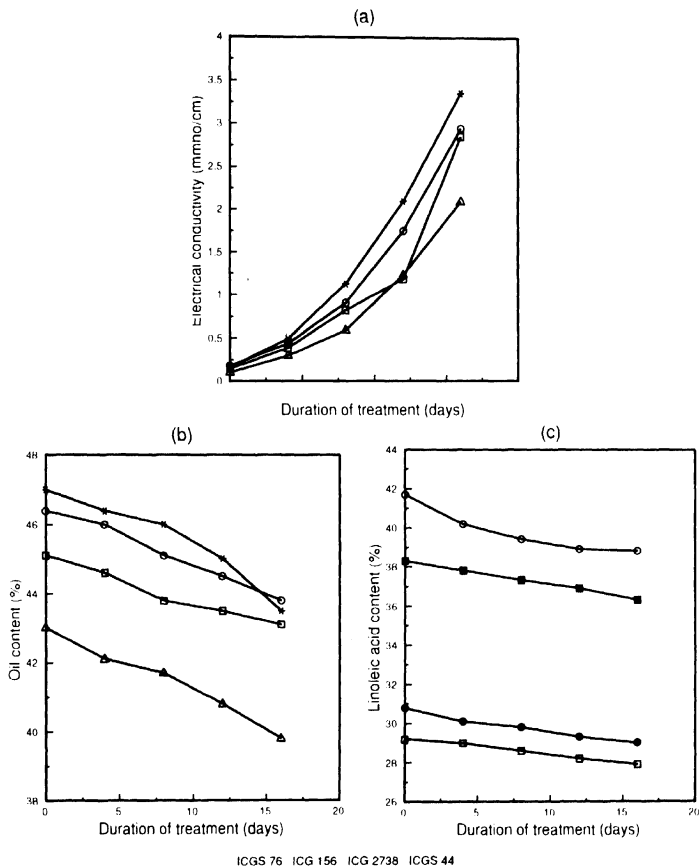 (a)
Electrical conductivity (mmno/cm)
4
3.5
3
2.5
2
1.5
1
0.5
0
Duration of treatment (days)
(b)
Oil content (%)
48
46
44
42
40
38
0 5 10 15 20
Duration of treatment (days)
(c)
Linoleic acid content (%)
44
42
40
38
36
31
30
29
28
26
0 5 10 15 20
Duration of treatment (days)
ICGS 76 ICG 156 ICG 2738 ICGS 44